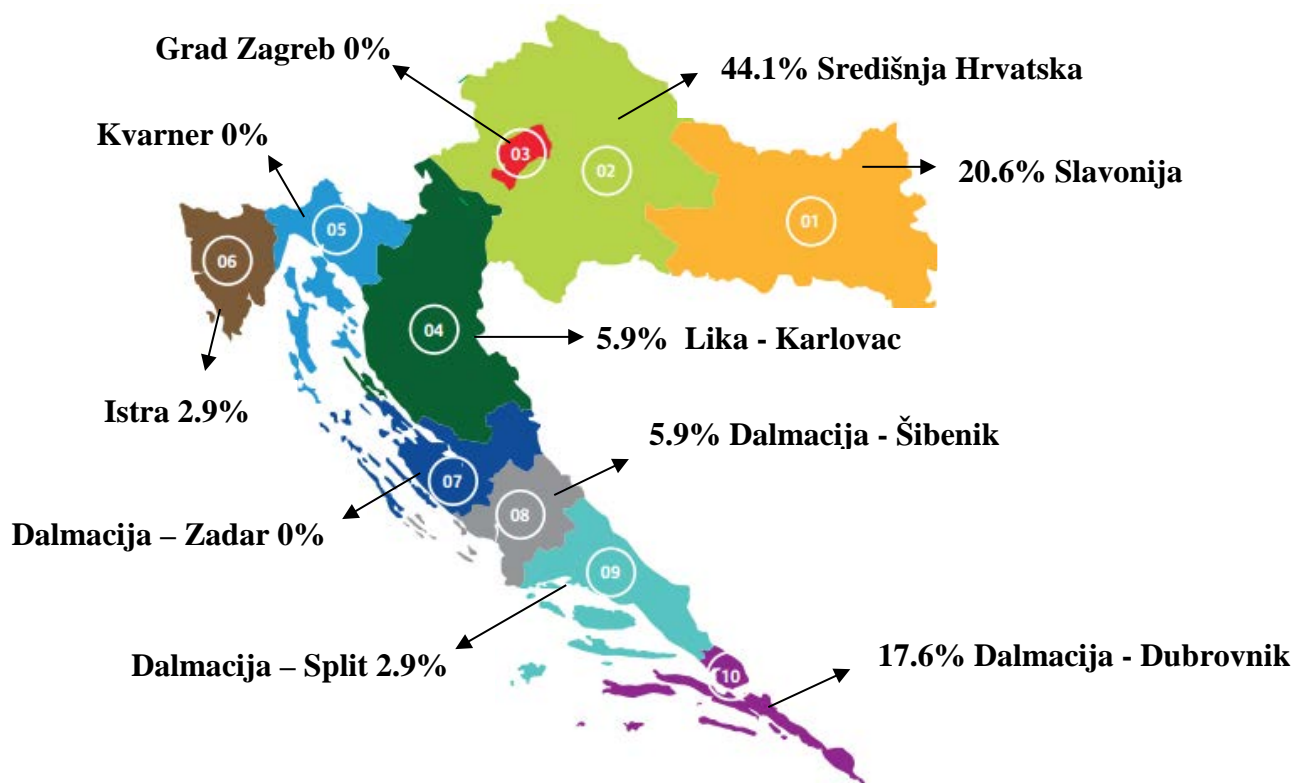 Grad Zagreb 0%
44.1% Središnja Hrvatska
Kvarner 0%
03
02
20.6% Slavonija
01
05
06
04
5.9% Lika - Karlovac
Istra 2.9%
5.9% Dalmacija - Šibenik
07
08
Dalmacija – Zadar 0%
09
Dalmacija – Split 2.9%
17.6% Dalmacija - Dubrovnik
10